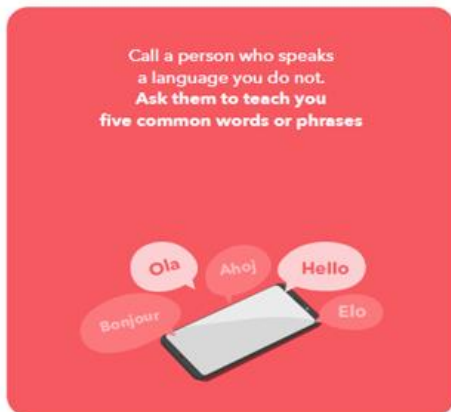 Call a person who speaks
a language you do not.
Ask them to teach you
five common words or phrases
Ola
Ahoj
Hello
Bonjour
Elo